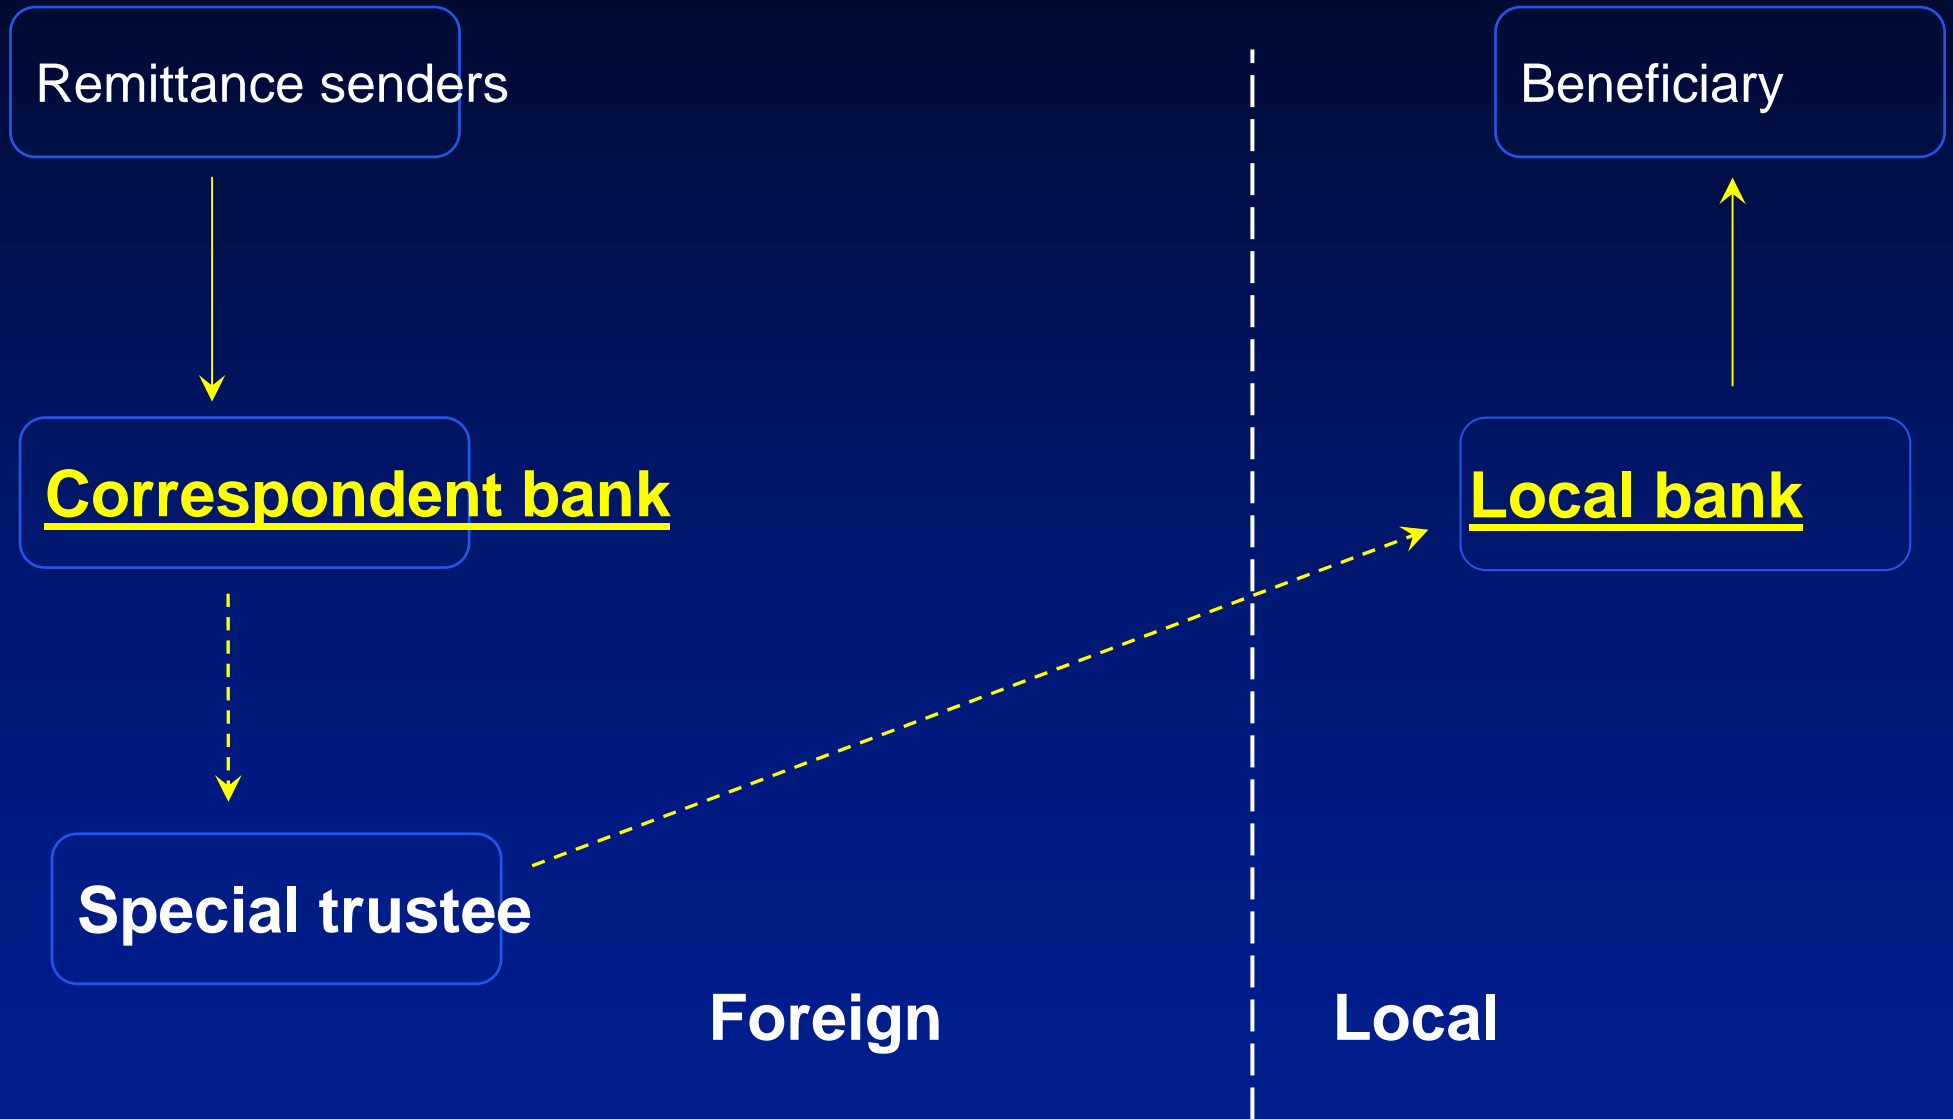 Remittance senders
Beneficiary
Correspondent bank
Local bank
Special trustee
Foreign
Local